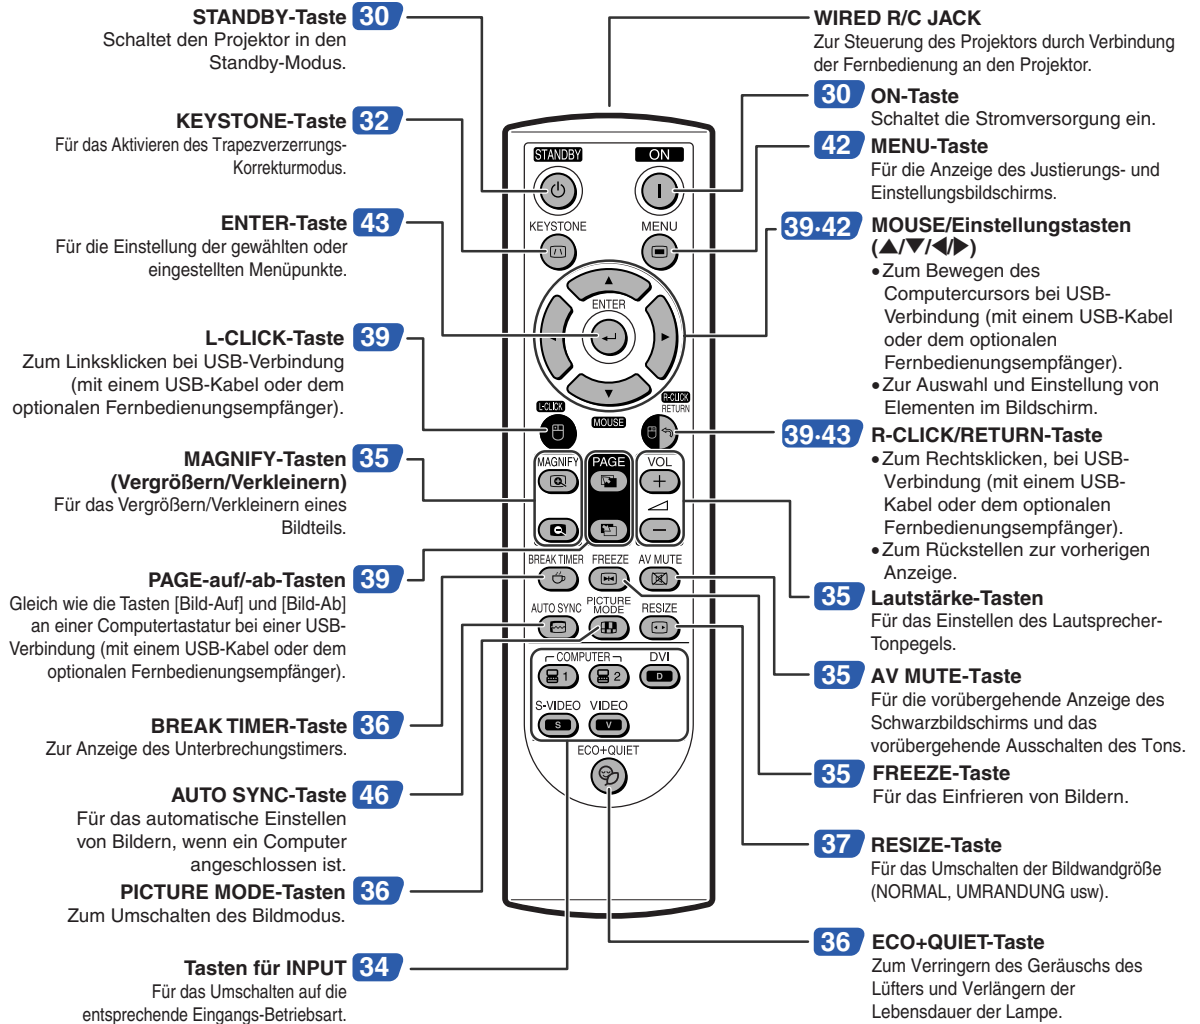 STANDBY-Taste 30
Schaltet den Projektor in den
Standby-Modus.
KEYSTONE-Taste 32
Für das Aktivieren des Trapezverzerrungs-
Korrekturmodus.
ENTER-Taste 43
Für die Einstellung der gewählten oder
eingestellten Menüpunkte.
L-CLICK-Taste 39
Zum Linksklicken bei USB-Verbindung
(mit einem USB-Kabel oder dem
optionalen Fernbedienungsempfänger).
MAGNIFY-Tasten 35
(Vergrößern/Verkleinern)
Für das Vergrößern/Verkleinern eines
Bildteils.
PAGE-auf/-ab-Tasten 39
Gleich wie die Tasten [Bild-Auf] und [Bild-Ab]
an einer Computertastatur bei einer USB-
Verbindung (mit einem USB-Kabel oder dem
optionalen Fernbedienungsempfänger).
BREAK TIMER-Taste 36
Zur Anzeige des Unterbrechungstimers.
AUTO SYNC-Taste 46
Für das automatische Einstellen
von Bildern, wenn ein Computer
angeschlossen ist.
PICTURE MODE-Tasten 36
Zum Umschalten des Bildmodus.
Tasten für INPUT 34
Für das Umschalten auf die
entsprechende Eingangs-Betriebsart.
STANDBY ON
KEYSTONE MENU
ENTER
L-CLICK R-CLICK
RETURN
MOUSE
MAGNIFY PAGE VOL
BREAK TIMER FREEZE AV MUTE
AUTO SYNC PICTURE MODE RESIZE
COMPUTER DVI
1 2 D
S-VIDEO VIDEO
S V
ECO+QUIET
WIRED R/C JACK
Zur Steuerung des Projektors durch Verbindung
der Fernbedienung an den Projektor.
30 ON-Taste
Schaltet die Stromversorgung ein.
42 MENU-Taste
Für die Anzeige des Justierungs- und
Einstellungsbildschirms.
39·42 MOUSE/Einstellungstasten
(▲/▼/◀/▶)
•Zum Bewegen des
Computercursors bei USB-
Verbindung (mit einem USB-Kabel
oder dem optionalen
Fernbedienungsempfänger).
•Zur Auswahl und Einstellung von
Elementen im Bildschirm.
39·43 R-CLICK/RETURN-Taste
•Zum Rechtsklicken, bei USB-
Verbindung (mit einem USB-
Kabel oder dem optionalen
Fernbedienungsempfänger).
•Zum Rückstellen zur vorherigen
Anzeige.
35 Lautstärke-Tasten
Für das Einstellen des Lautsprecher-
Tonpegels.
35 AV MUTE-Taste
Für die vorübergehende Anzeige des
Schwarzbildschirms und das
vorübergehende Ausschalten des Tons.
35 FREEZE-Taste
Für das Einfrieren von Bildern.
37 RESIZE-Taste
Für das Umschalten der Bildwandgröße
(NORMAL, UMRANDUNG usw).
36 ECO+QUIET-Taste
Zum Verringern des Geräuschs des
Lüfters und Verlängern der
Lebensdauer der Lampe.